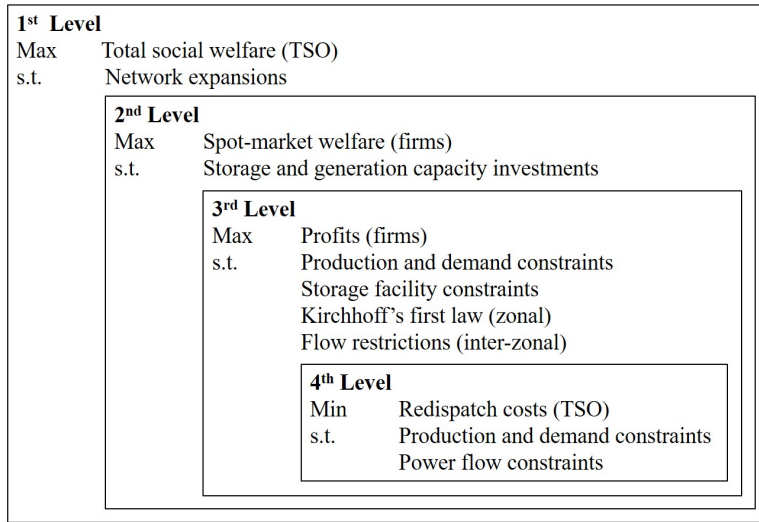 1st Level
Max Total social welfare (TSO)
s.t. Network expansions
2nd Level
Max Spot-market welfare (firms)
s.t. Storage and generation capacity investments
3rd Level
Max Profits (firms)
s.t. Production and demand constraints
Storage facility constraints
Kirchhoff's first law (zonal)
Flow restrictions (inter-zonal)
4th Level
Min Redispatch costs (TSO)
s.t. Production and demand constraints
Power flow constraints